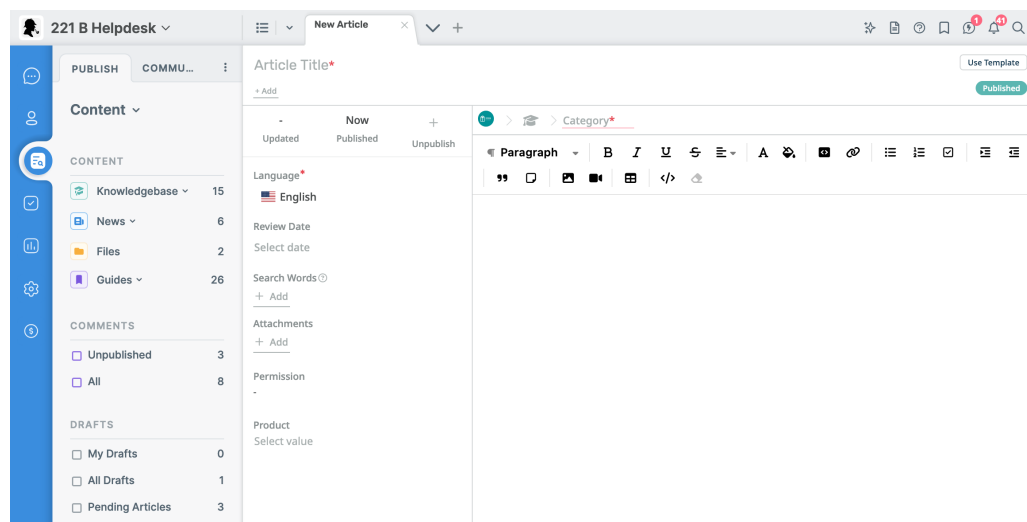 221 B Helpdesk
New Article
1
41
PUBLISH
COMMU...
Article Title*
Use Template
+ Add
Published
Content
-
Updated
Now
Published
Unpublish
Category*
Paragraph
B I U S A
CONTENT
Knowledgebase 15
News 6
Files 2
Guides 26
COMMENTS
Unpublished 3
All 8
DRAFTS
My Drafts 0
All Drafts 1
Pending Articles 3
Language*
English
Review Date
Select date
Search Words
+ Add
Attachments
+ Add
Permission
-
Product
Select value